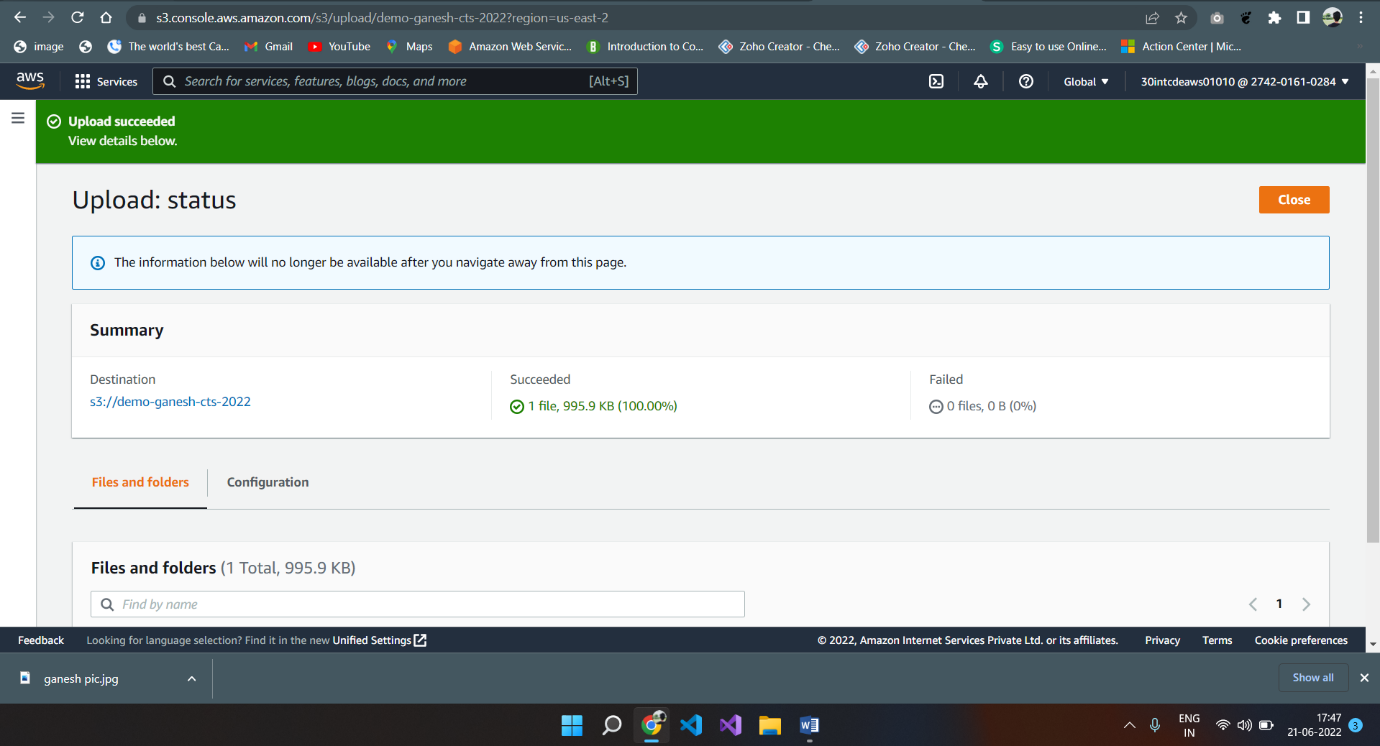 s3.console.aws.amazon.com/s3/upload/demo-ganesh-cts-2022?region=us-east-2
image The world's best Ca... Gmail YouTube Maps Amazon Web Servic... B Introduction to Co... Zoho Creator - Che... Zoho Creator - Che... S Easy to use Online... Action Center | Mic...
aws Services Search for services, features, blogs, docs, and more [Alt+S] Global ▼ 30intcdeaws01010 @ 2742-0161-0284 ▼
Upload succeeded
View details below.
Upload: status Close
The information below will no longer be available after you navigate away from this page.
Summary
Destination Succeeded Failed
s3://demo-ganesh-cts-2022 1 file, 995.9 KB (100.00%) 0 files, 0 B (0%)
Files and folders Configuration
Files and folders (1 Total, 995.9 KB)
Find by name 1
Feedback Looking for language selection? Find it in the new Unified Settings © 2022, Amazon Internet Services Private Ltd. or its affiliates. Privacy Terms Cookie preferences
ganesh pic.jpg Show all
ENG 17:47
IN 21-06-2022 3